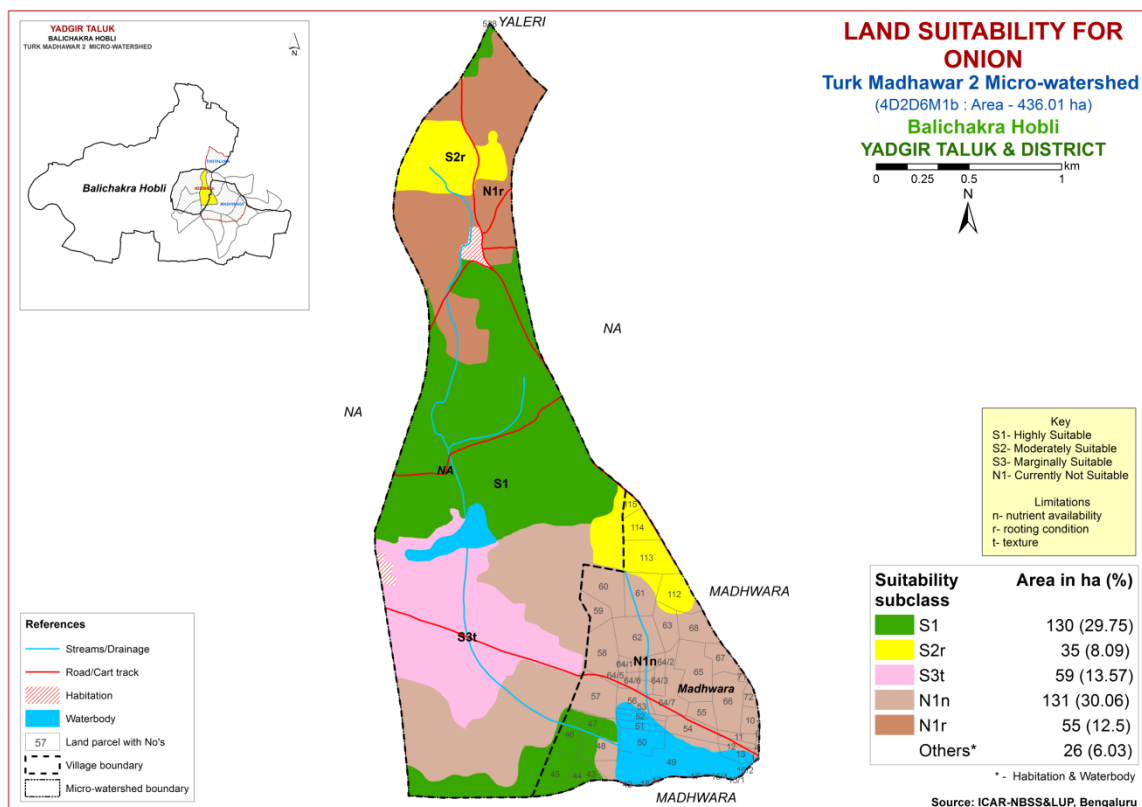 YADGIR TALUK
BALICHAKRA HOBLI
TURK MADHAWAR 2 MICRO-WATERSHED
N
Balichakra Hobli
YALERI
LAND SUITABILITY FOR
ONION
Turk Madhawar 2 Micro-watershed
(4D2D6M1b : Area - 436.01 ha)
Balichakra Hobli
YADGIR TALUK & DISTRICT
km
0 0.25 0.5 1
N
S2r
N1r
NA
NA
NA
S1
115
114
113
112
MADHWARA
60
61
59
62
63
68
58
N1n
64/1
64/2
67
64/5
64/6
64/3
65
Madhwara
72
57
56
64/7
66
53
55
10
52
51
54
47
46
48
50
11
12
13
49
45
44
43
S3t
MADHWARA
Key
S1- Highly Suitable
S2- Moderately Suitable
S3- Marginally Suitable
N1- Currently Not Suitable
Limitations
n- nutrient availability
r- rooting condition
t- texture
Suitability subclass Area in ha (%)
S1 130 (29.75)
S2r 35 (8.09)
S3t 59 (13.57)
N1n 131 (30.06)
N1r 55 (12.5)
Others* 26 (6.03)
* - Habitation & Waterbody
Source: ICAR-NBSS&LUP, Bengaluru
References
Streams/Drainage
Road/Cart track
Habitation
Waterbody
57 Land parcel with No's
Village boundary
Micro-watershed boundary